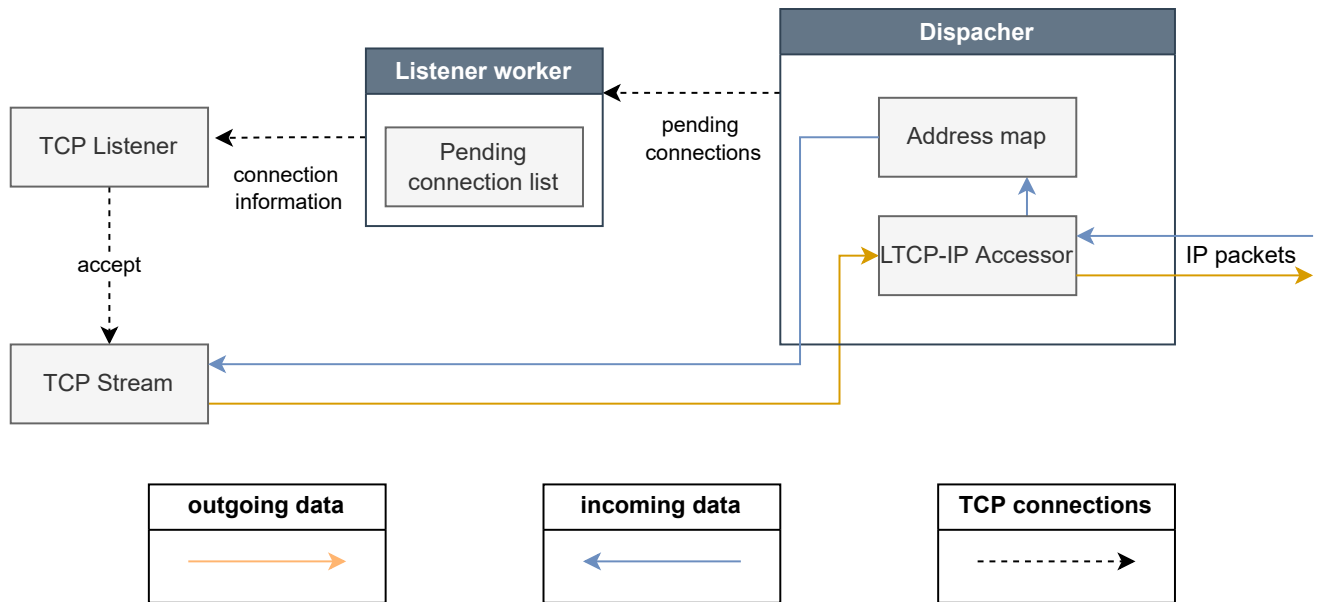 Dispacher
Listener worker
TCP Listener
pending
connections
Address map
Pending
connection list
connection
information
LTCP-IP Accessor
IP packets
accept
TCP Stream
outgoing data
incoming data
TCP connections